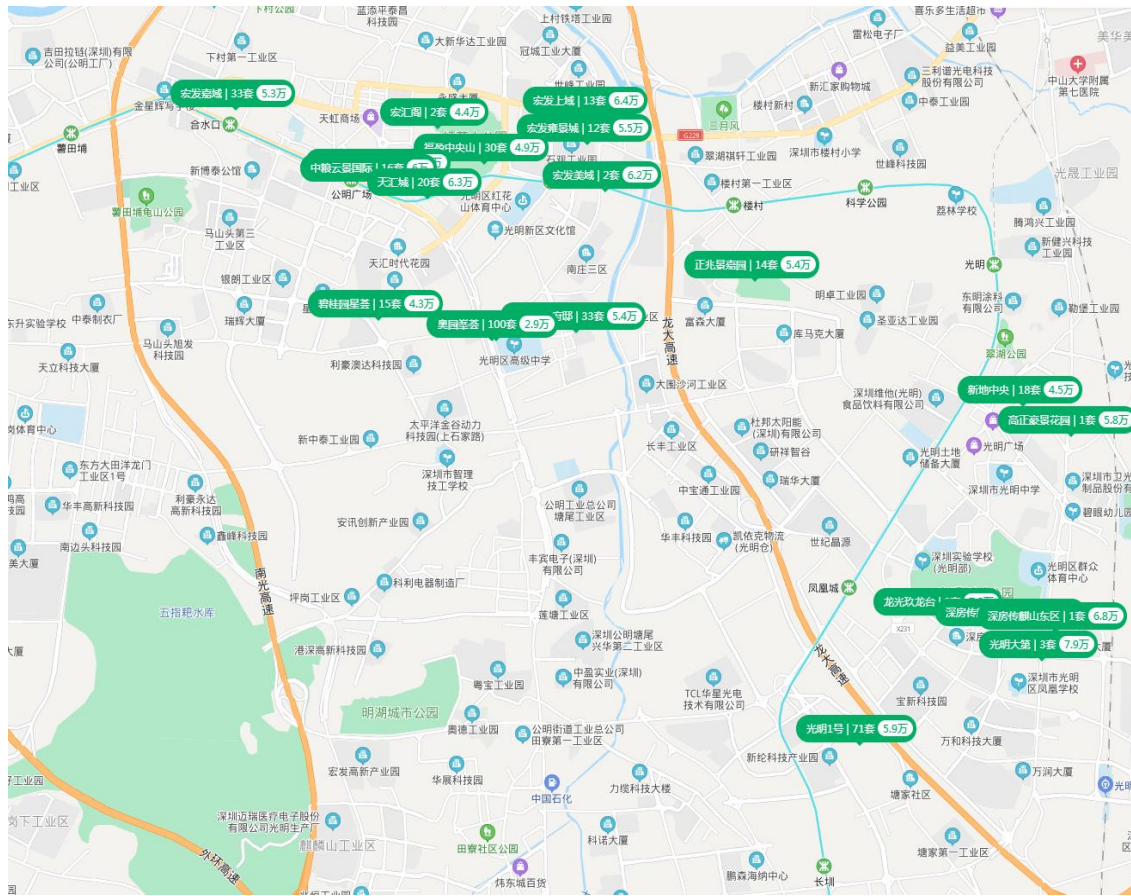 下村公园
蓝添平泰昌
科技园
上村铁塔工业园
喜乐多生活超市
雷松电子厂
美华美
吉田拉链(深圳)有限
公司(公明工厂)
下村第一工业区
大新华达工业园
冠城工业大厦
益美工业园
世峰工业园
新汇家购物城
三利谱光电科技
股份有限公司
中山大学附属
第七医院
宏发嘉域 | 33套 5.3万
金星辉写字楼
合水口
薯田埔
天虹商场
宏汇阁 | 2套 4.4万
宏发上域 | 13套 6.4万
宏发雍景城 | 12套 5.5万
三月风
楼村新村
中泰工业园
G228
福盈中央山 | 30套 4.9万
石观工业园
翠湖祺轩工业园
深圳市楼村小学
世峰科技园
工业区
新博泰公馆
中粮云景国际
天汇城 | 20套 6.3万
公明广场
宏发美域 | 2套 6.2万
楼村第一工业区
光晟工业园
薯田埔龟山公园
光明区红花
山体育中心
楼村
科学公园
荔林学校
腾鸿兴工业园
马山头第三
工业区
光明新区文化馆
新健兴科技
工业园
天汇时代花园
南庄三区
正兆景嘉园 | 14套 5.4万
光明
银朗工业区
明卓工业园
东明涂料
有限公司
勒堡工业园
碧桂园星荟 | 15套 4.3万
中泰制衣厂
瑞辉大厦
奥园峯荟 | 100套 2.9万
府邸 | 33套 5.4万
业区
富森大厦
圣亚达工业园
东升实验学校
马山头旭发
科技园
光明区高级中学
龙大高速
库马克大厦
翠湖公园
天立科技大厦
利豪澳达科技园
大围沙河工业区
深圳维他(光明)
食品饮料有限公司
新地中央 | 18套 4.5万
高正豪景花园 | 1套 5.8万
岗体育中心
新中泰工业园
太平洋金谷动力
科技园(上石家路)
长丰工业区
杜邦太阳能
(深圳)有限公司
研祥智谷
光明广场
光明土地
储备大厦
东方大田洋龙门
工业区1号
深圳市智理
技工学校
中宝通工业园
瑞华大厦
深圳市光明中学
深圳市卫光
制品股份有
华丰高新科技园
利豪永达
高新科技园
公明工业总公司
塘尾工业区
碧眼幼儿园
安讯创新产业园
华丰科技园
凯依克物流
(光明仓)
世纪晶源
南边头科技园
鑫峰科技园
美大厦
丰宾电子(深圳)
有限公司
深圳实验学校
(光明部)
光明区群众
体育中心
南光高速
科利电器制造厂
五指耙水库
坪岗工业区
莲塘工业区
凤凰城
龙光玖龙台
深房传麒山东区 | 1套 6.8万
X231
光明大第 | 3套 7.9万
港深高新科技园
深圳公明塘尾
兴华第二工业区
龙大高速
粤宝工业园
中盈实业(深圳)
有限公司
TCL华星光电
技术有限公司
深圳市光明
区凤凰学校
宝新科技园
明湖城市公园
奥德工业园
公明街道工业总公司
田寮第一工业区
光明1号 | 71套 5.9万
万和科技大厦
新纶科技产业园
宏发高新产业园
华展科技园
万润大厦
中国石化
力缆科技大楼
塘家社区
岗下工业区
深圳迈瑞医疗电子股份
有限公司光明生产厂
麒麟山工业区
田寮社区公园
科诺大厦
塘家第一工业区
外环高速
炜东城百货
鹏森海纳中心
长圳